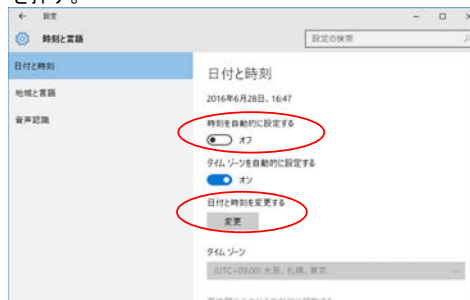 を押す。
設定
時刻と言語
設定の検索
日付と時刻
地域と言語
音声認識
日付と時刻
2016年6月28日、16:47
時刻を自動的に設定する
オフ
タイム ゾーンを自動的に設定する
オン
日付と時刻を変更する
変更
タイム ゾーン
(UTC+09:00) 大阪、札幌、東京